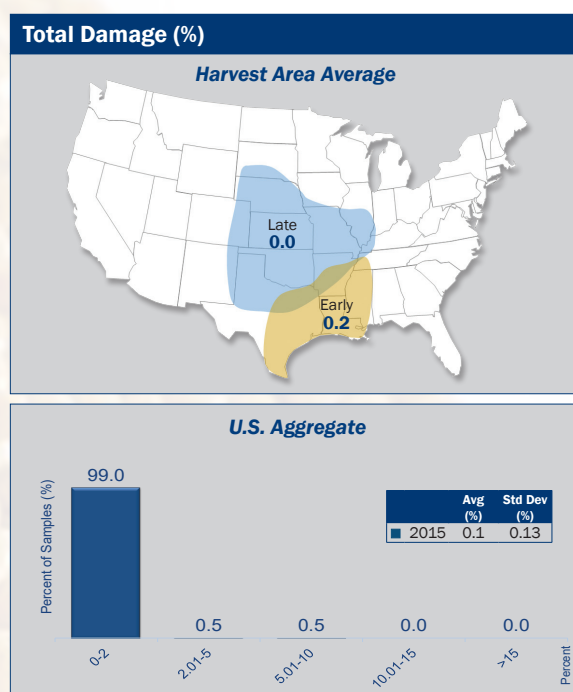 Total Damage (%)
Harvest Area Average
Late
0.0
Early
0.2
U.S. Aggregate
Percent of Samples (%)
99.0
0.5
0.5
0.0
0.0
Avg (%)
Std Dev (%)
2015 0.1 0.13
0-2
2.01-5
5.01-10
10.01-15
>15
Percent